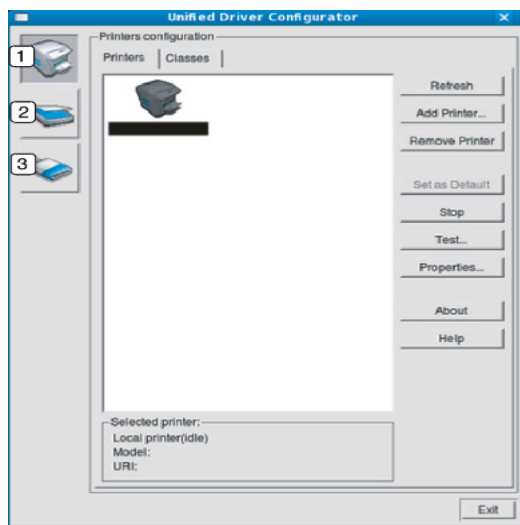 Unified Driver Configurator
1
2
3
Printers configuration
Printers
Classes
Refresh
Add Printer...
Remove Printer
Set as Default
Stop
Test...
Properties...
About
Help
Selected printer:
Local printer(idle)
Model:
URI:
Exit